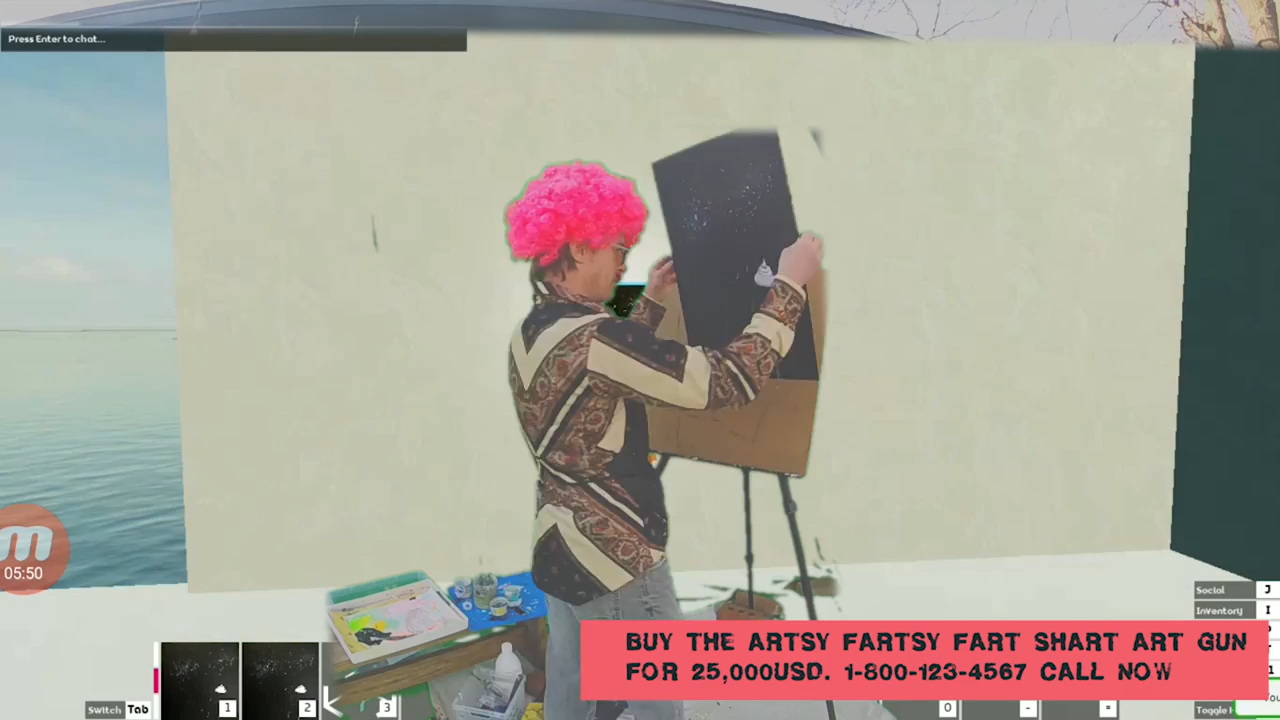 Press Enter to chat...
05:50
Social J
Inventory I
BUY THE ARTSY FARTSY FART SHART ART GUN
FOR 25,000USD. 1-800-123-4567 CALL NOW
Switch Tab
1
2
3
0
-
=